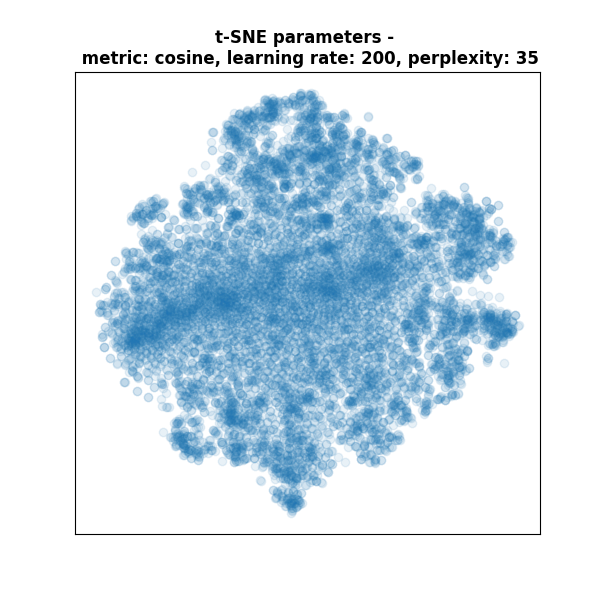 t-SNE parameters -
metric: cosine, learning rate: 200, perplexity: 35